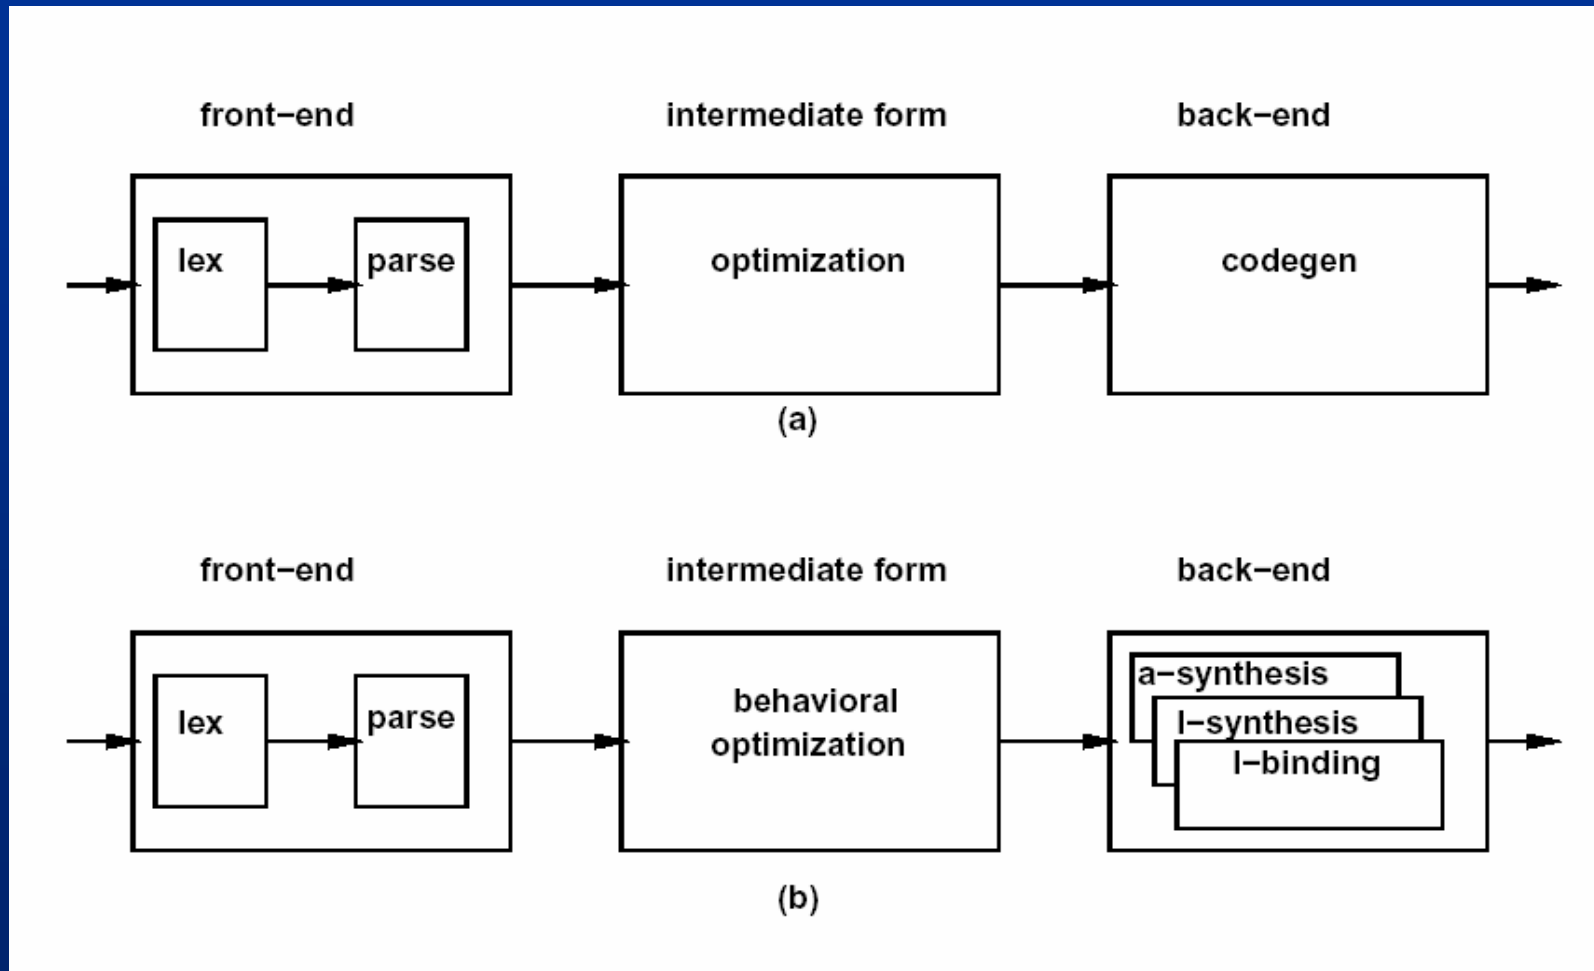 front−end
intermediate form
back−end
lex
parse
optimization
codegen
(a)
front−end
intermediate form
back−end
lex
parse
behavioral
optimization
a−synthesis
l−synthesis
l−binding
(b)